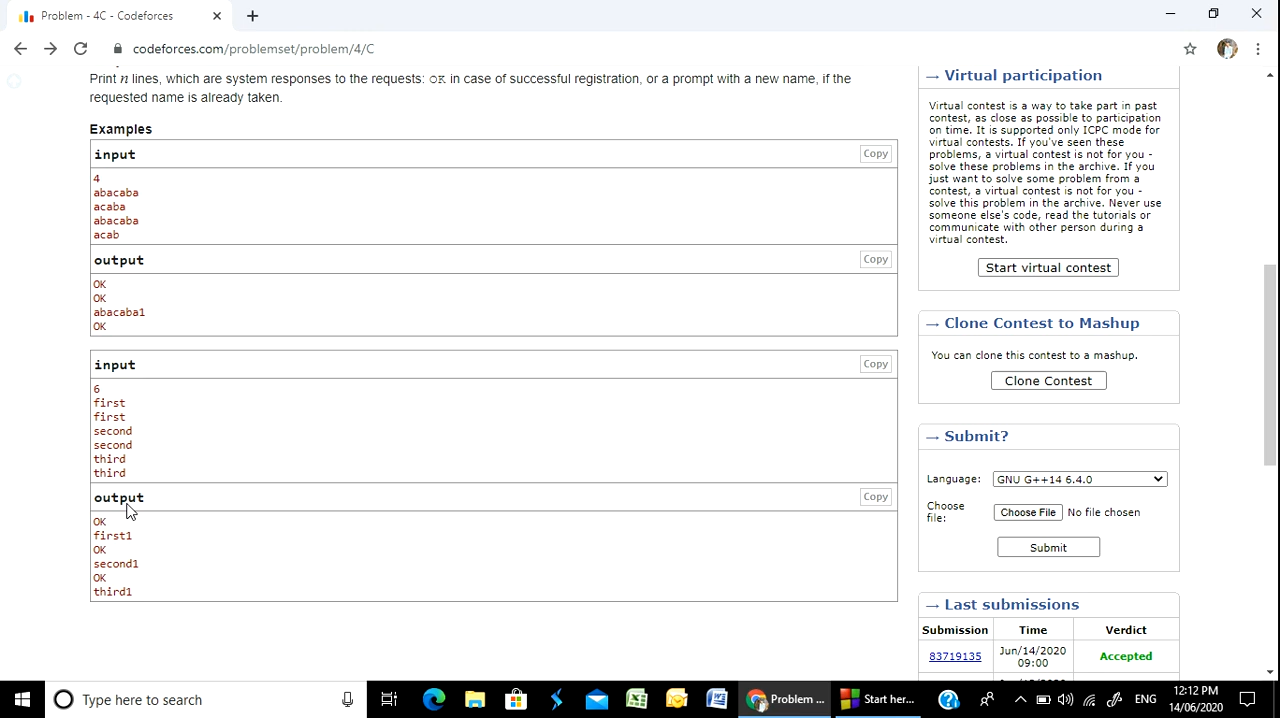 Problem - 4C - Codeforces
codeforces.com/problemset/problem/4/C
Print n lines, which are system responses to the requests: OK in case of successful registration, or a prompt with a new name, if the
requested name is already taken.
Examples
input
Copy
4
abacaba
acaba
abacaba
acab
output
Copy
OK
OK
abacaba1
OK
input
Copy
6
first
first
second
second
third
third
output
Copy
OK
first1
OK
second1
OK
third1
→ Virtual participation
Virtual contest is a way to take part in past
contest, as close as possible to participation
on time. It is supported only ICPC mode for
virtual contests. If you've seen these
problems, a virtual contest is not for you -
solve these problems in the archive. If you
just want to solve some problem from a
contest, a virtual contest is not for you -
solve this problem in the archive. Never use
someone else's code, read the tutorials or
communicate with other person during a
virtual contest.
Start virtual contest
→ Clone Contest to Mashup
You can clone this contest to a mashup.
Clone Contest
→ Submit?
Language: GNU G++14 6.4.0
Choose
file: Choose File No file chosen
Submit
→ Last submissions
Submission Time Verdict
83719135 Jun/14/2020
09:00 Accepted
Type here to search
Problem ...
Start her...
ENG
12:12 PM
14/06/2020